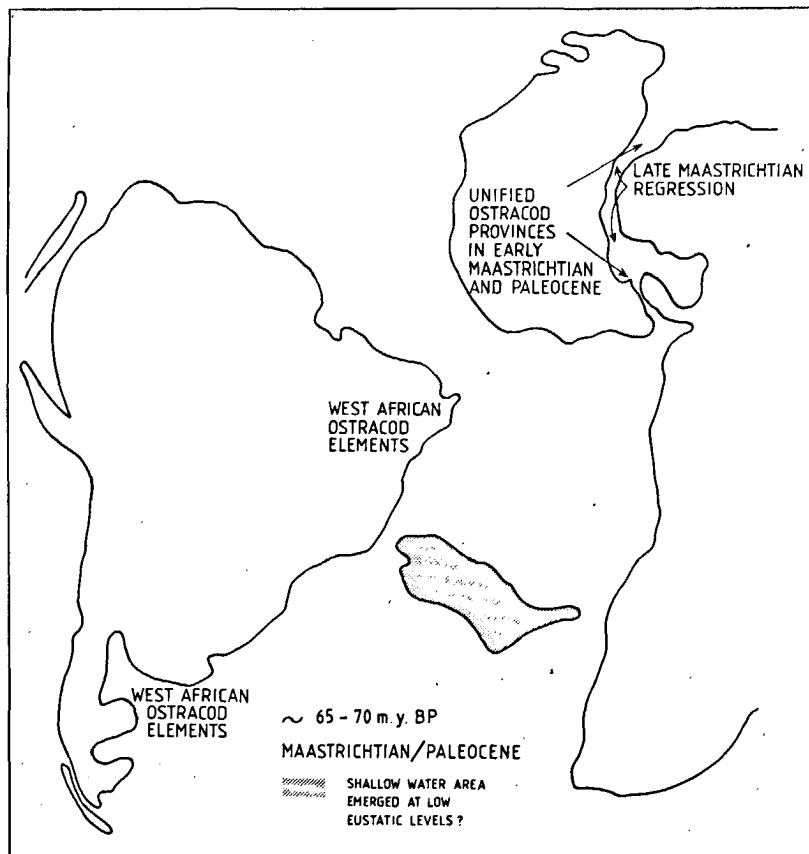 UNIFIED
OSTRACOD
PROVINCES
IN EARLY
MAASTRICHTIAN
AND PALEOCENE
LATE MAASTRICHTIAN
REGRESSION
WEST AFRICAN
OSTRACOD
ELEMENTS
WEST AFRICAN
OSTRACOD
ELEMENTS
~ 65 - 70 m.y. BP
MAASTRICHTIAN/PALEOCENE
SHALLOW WATER AREA
EMERGED AT LOW
EUSTATIC LEVELS ?